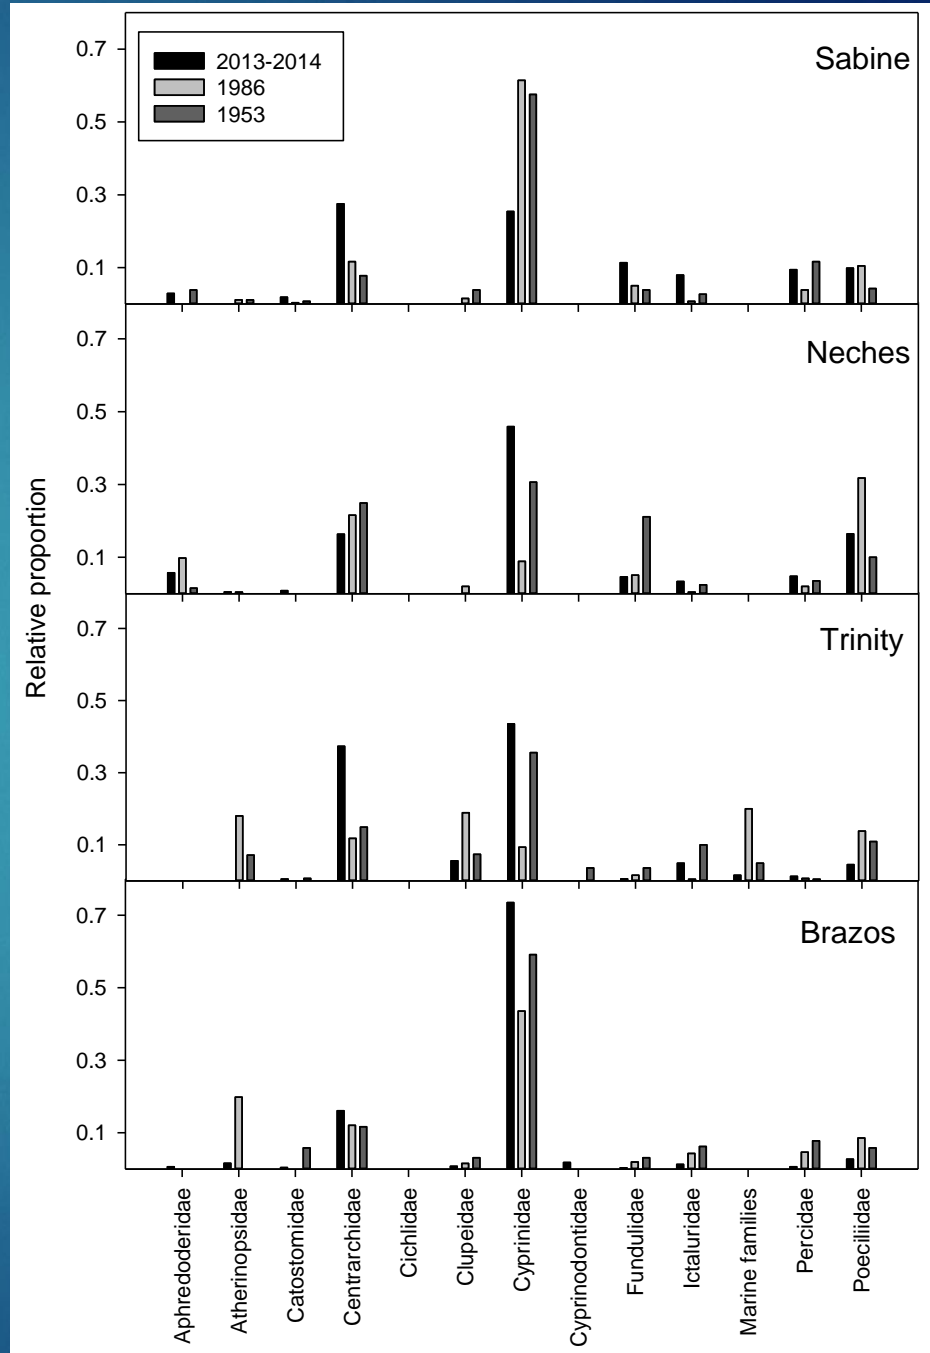 2013-2014
1986
1953
Sabine
0.7
0.5
0.3
0.1
Neches
0.7
0.5
0.3
0.1
Relative proportion
Trinity
0.7
0.5
0.3
0.1
Brazos
0.7
0.5
0.3
0.1
Aphredoderidae
Atherinopsidae
Catostomidae
Centrarchidae
Cichlidae
Clupeidae
Cyprinidae
Cyprinodontidae
Fundulidae
Ictaluridae
Marine families
Percidae
Poeciliidae